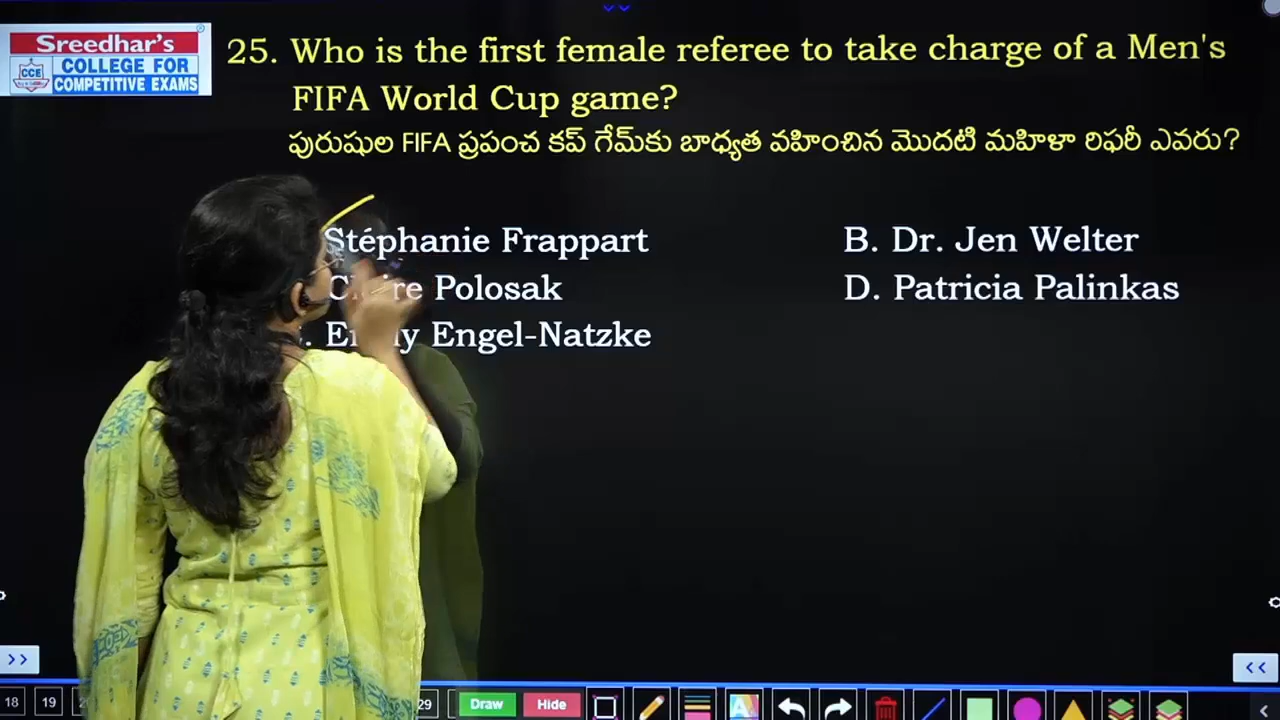 Sreedhar's
CCE
COLLEGE FOR
COMPETITIVE EXAMS
25. Who is the first female referee to take charge of a Men's
FIFA World Cup game?
పురుషుల FIFA ప్రపంచ కప్ గేమ్‌కు బాధ్యత వహించిన మొదటి మహిళా రిఫరీ ఎవరు?
Stéphanie Frappart
B. Dr. Jen Welter
Polosak
D. Patricia Palinkas
Engel-Natzke
>>
<<
18 19 29 Draw Hide